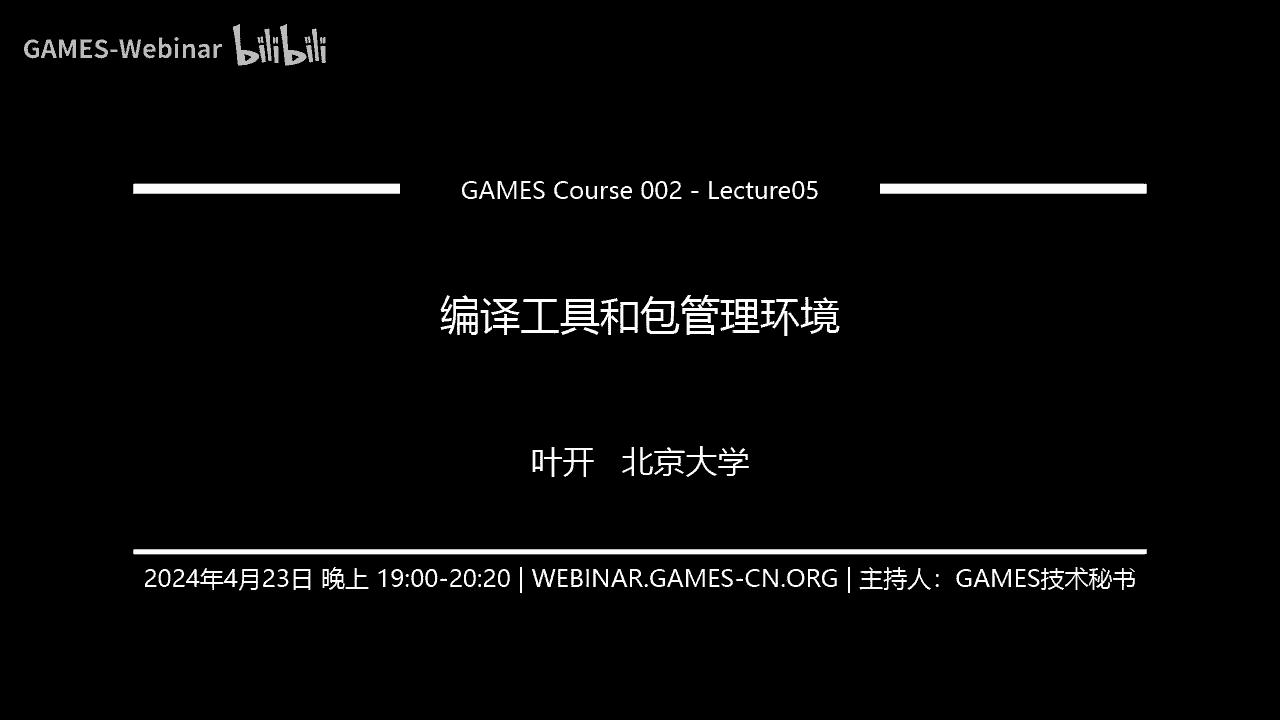 GAMES-Webinar bilibili
GAMES Course 002 - Lecture05
编译工具和包管理环境
叶开 北京大学
2024年4月23日 晚上 19:00-20:20 | WEBINAR.GAMES-CN.ORG | 主持人：GAMES技术秘书